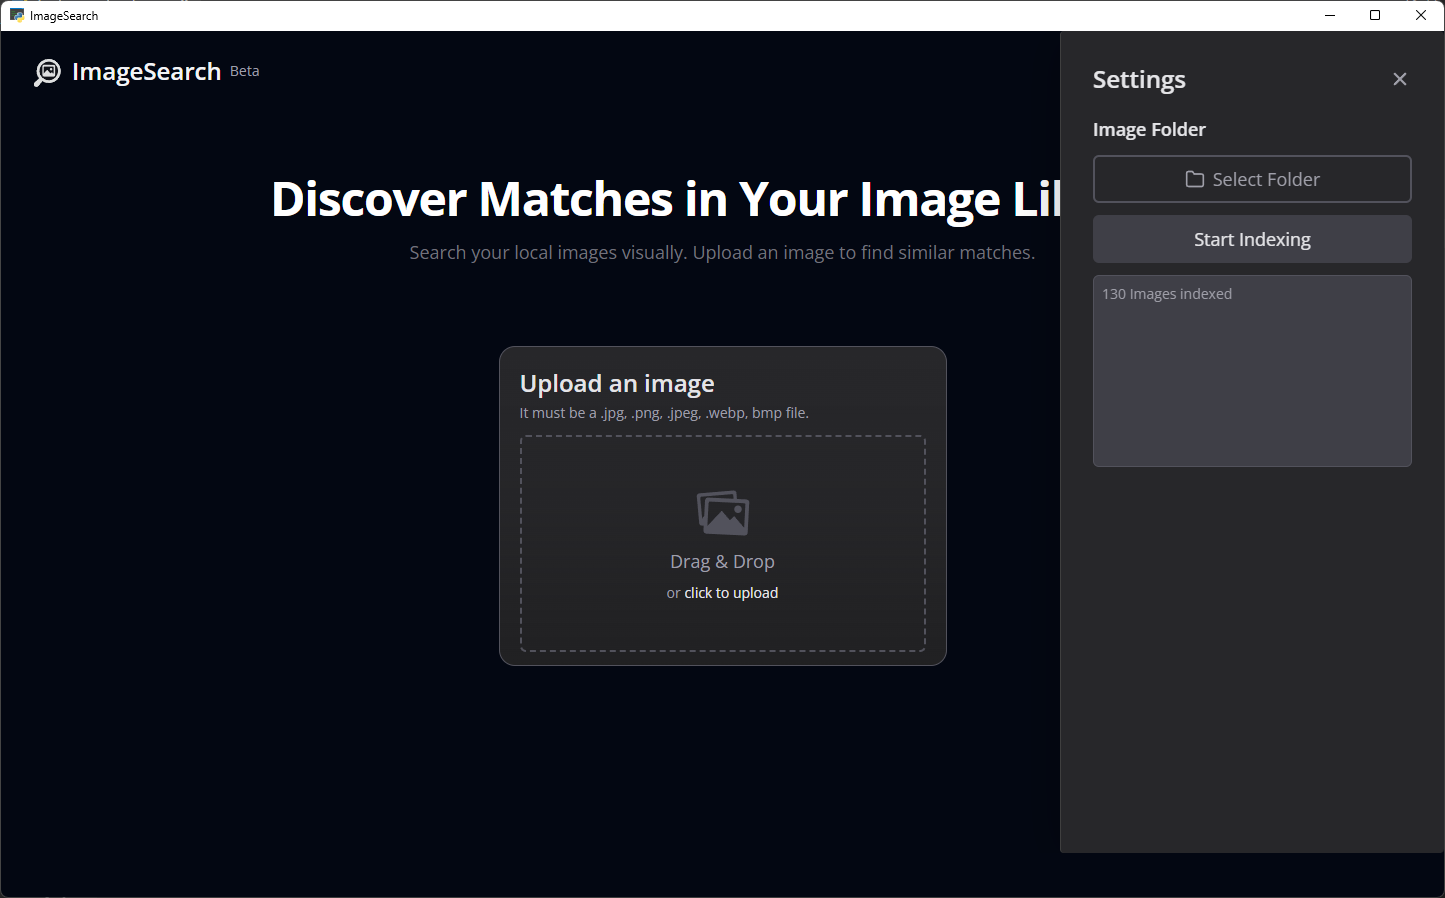 ImageSearch
ImageSearch Beta
Discover Matches in Your Image Li
Search your local images visually. Upload an image to find similar matches.
Upload an image
It must be a .jpg, .png, .jpeg, .webp, bmp file.
Drag & Drop
or click to upload
Settings
Image Folder
Select Folder
Start Indexing
130 Images indexed